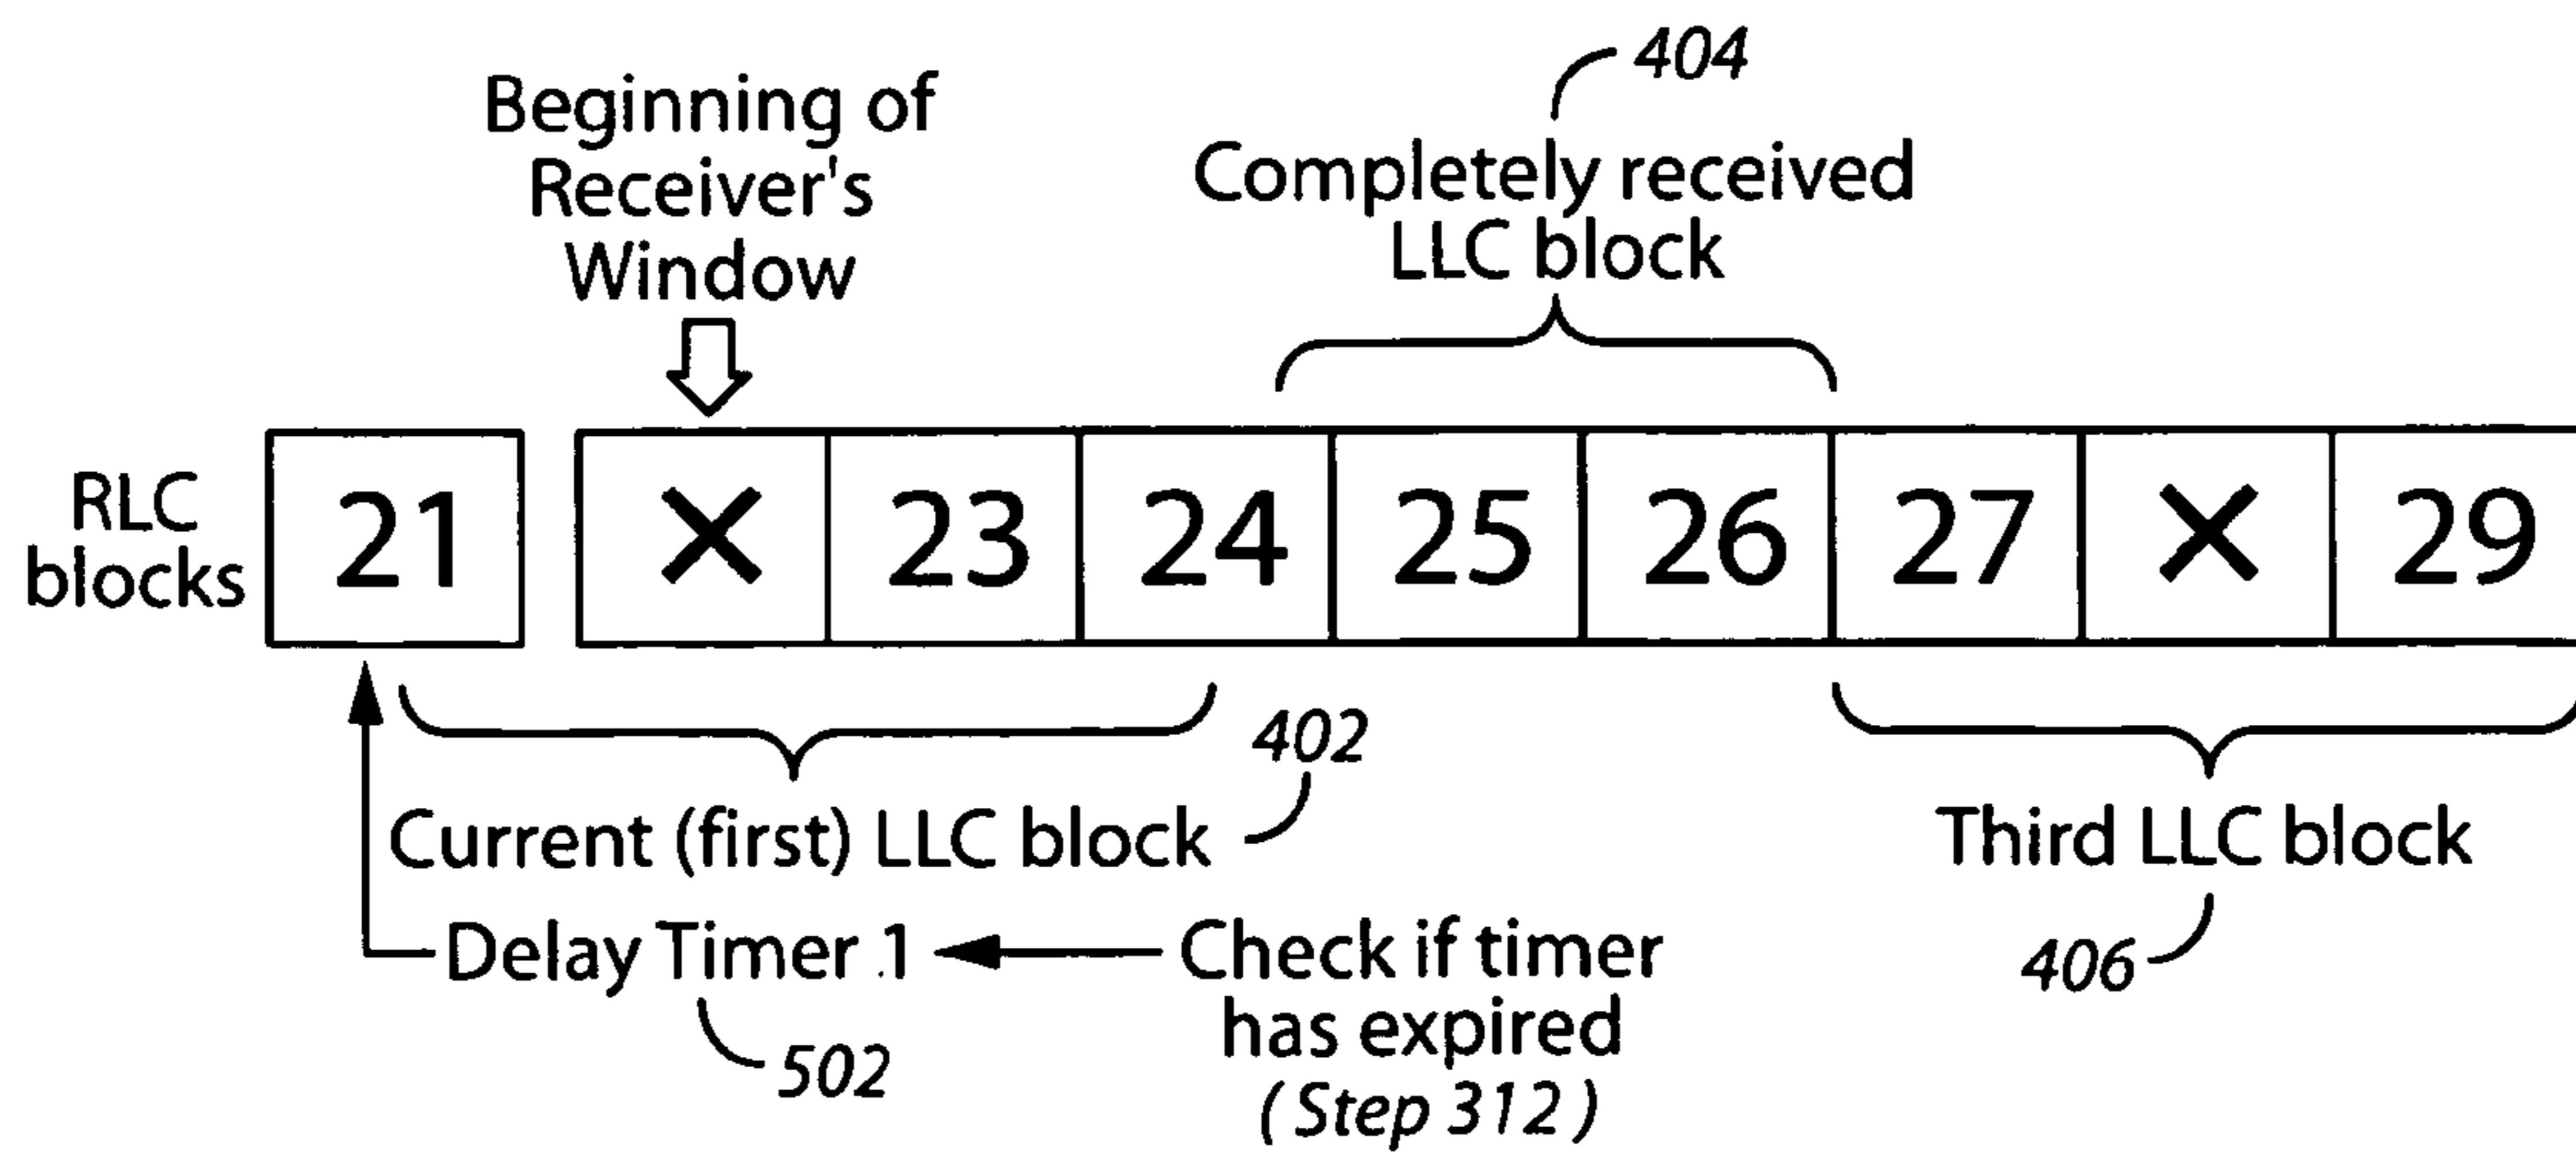 404
Beginning of
Receiver's
Window
Completely received
LLC block
RLC
blocks
21 X 23 24 25 26 27 X 29
402
Current (first) LLC block
Third LLC block
406
Delay Timer 1
Check if timer
has expired
(Step 312)
502